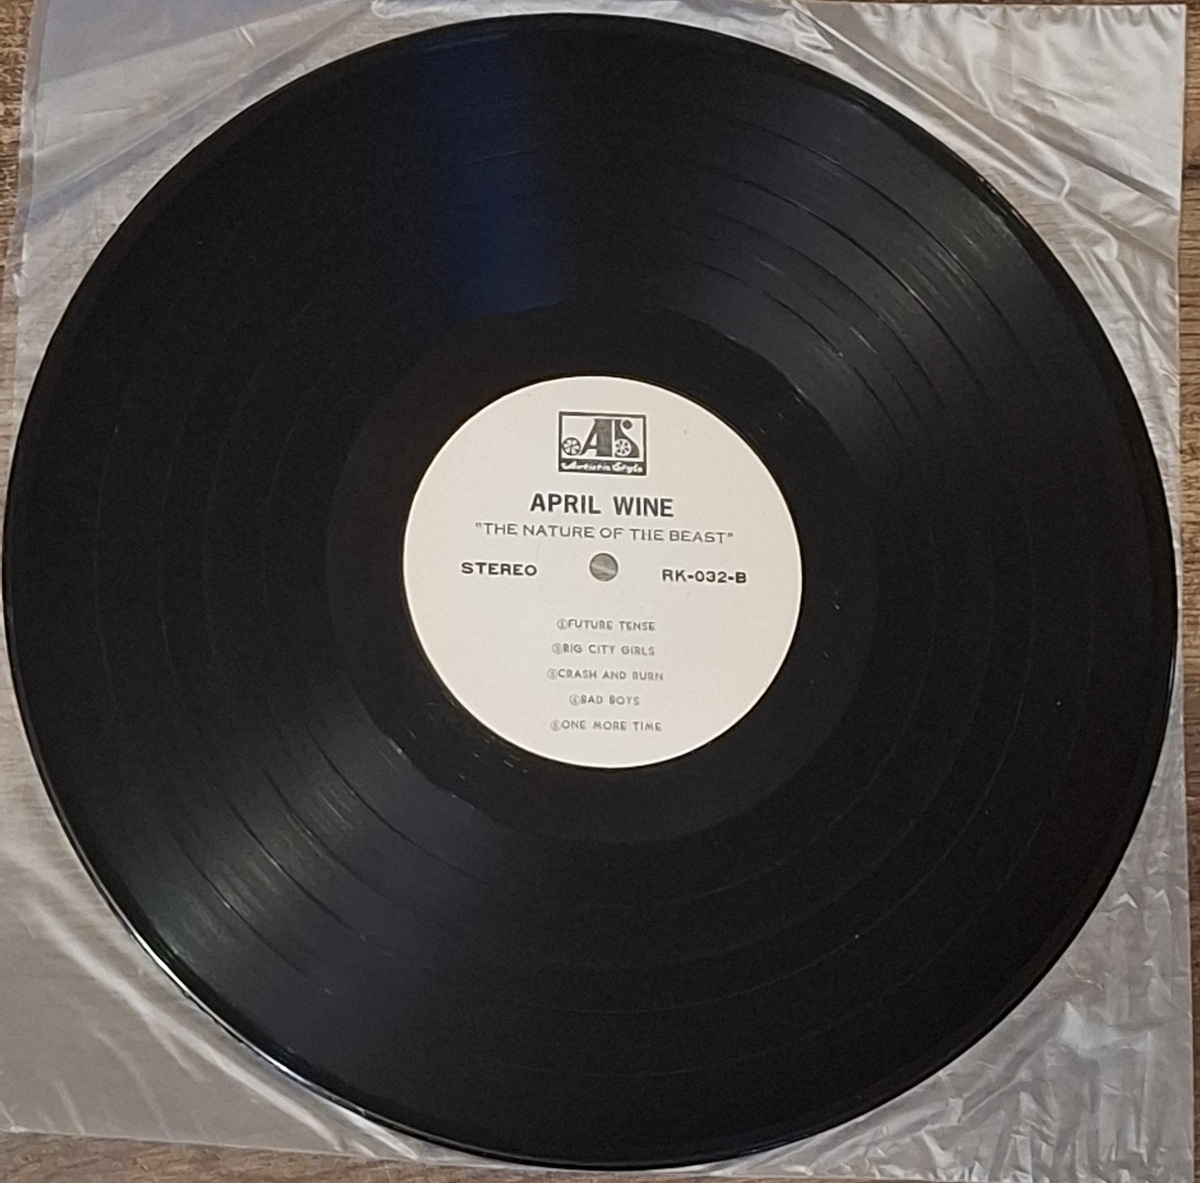 AS
Artistic Style
APRIL WINE
"THE NATURE OF THE BEAST"
STEREO RK-032-B
①FUTURE TENSE
②BIG CITY GIRLS
③CRASH AND BURN
④BAD BOYS
⑤ONE MORE TIME